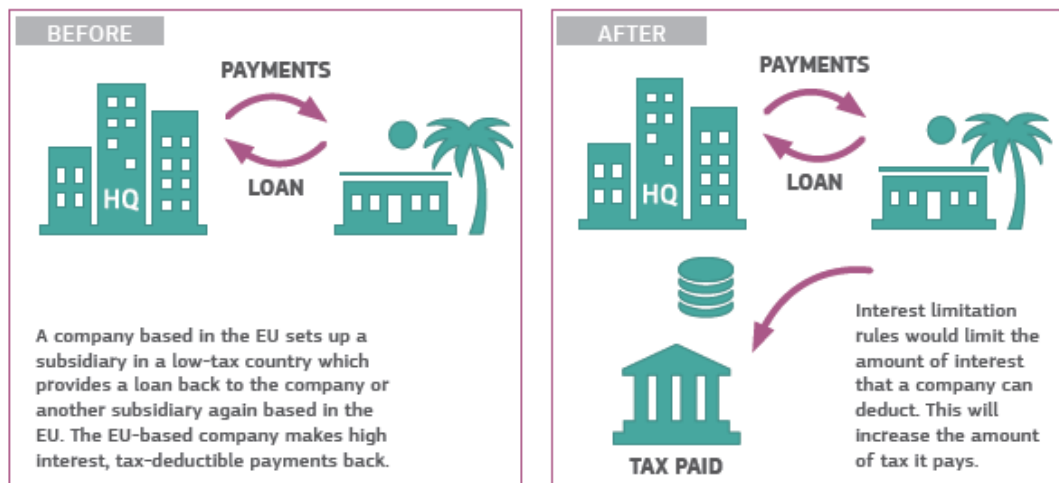 BEFORE
PAYMENTS
LOAN
HQ
A company based in the EU sets up a
subsidiary in a low-tax country which
provides a loan back to the company or
another subsidiary again based in the
EU. The EU-based company makes high
interest, tax-deductible payments back.
AFTER
PAYMENTS
LOAN
HQ
Interest limitation
rules would limit the
amount of interest
that a company can
deduct. This will
increase the amount
of tax it pays.
TAX PAID